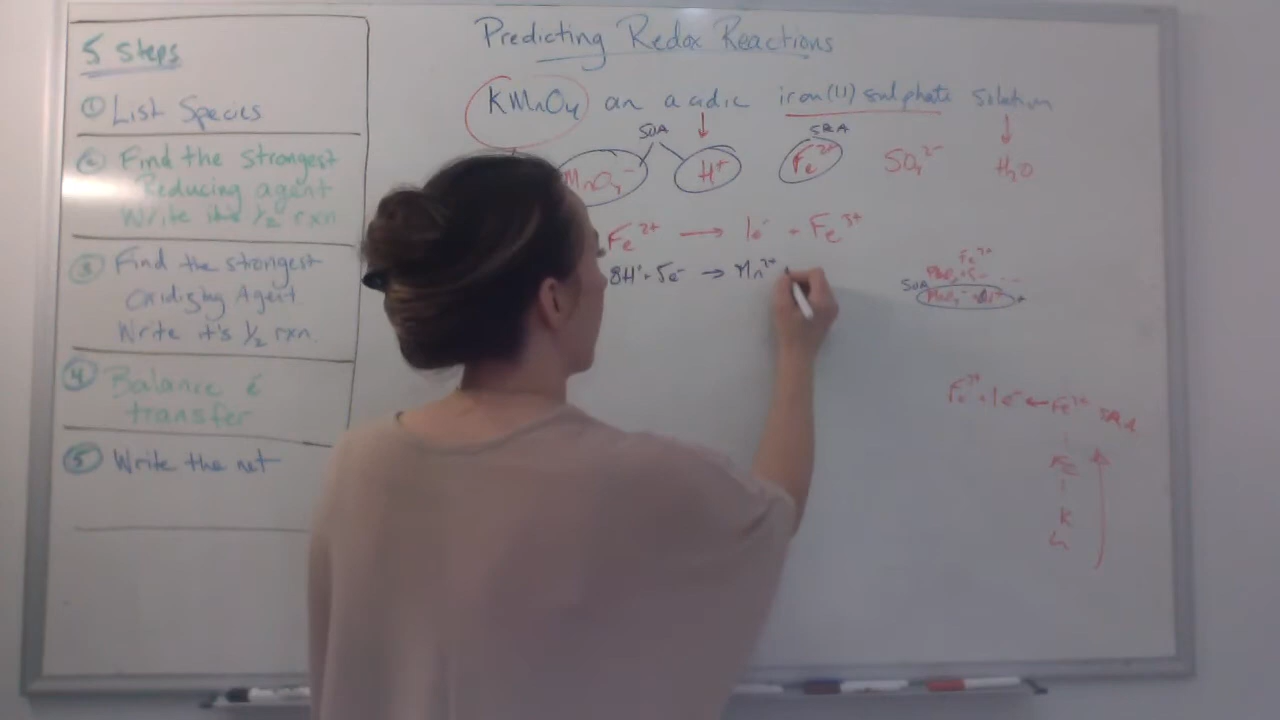 Predicting Redox Reactions
5 Steps
① List Species
② Find the strongest
Reducing agent
Write it's 1/2 rxn
③ Find the strongest
Oxidizing Agent
Write it's 1/2 rxn.
④ Balance e⁻
transfer
⑤ Write the net
KMnO4 an acidic iron(II) sulphate solution
SOA SRA
MnO4⁻ H⁺ Fe²⁺ SO4²⁻ H2O
Fe²⁺ → 1e⁻ + Fe³⁺
8H⁺ + 5e⁻ → Mn²⁺
Fe²⁺
SOA
MnO4⁻
Fe³⁺ + 1e⁻ ← Fe²⁺
K